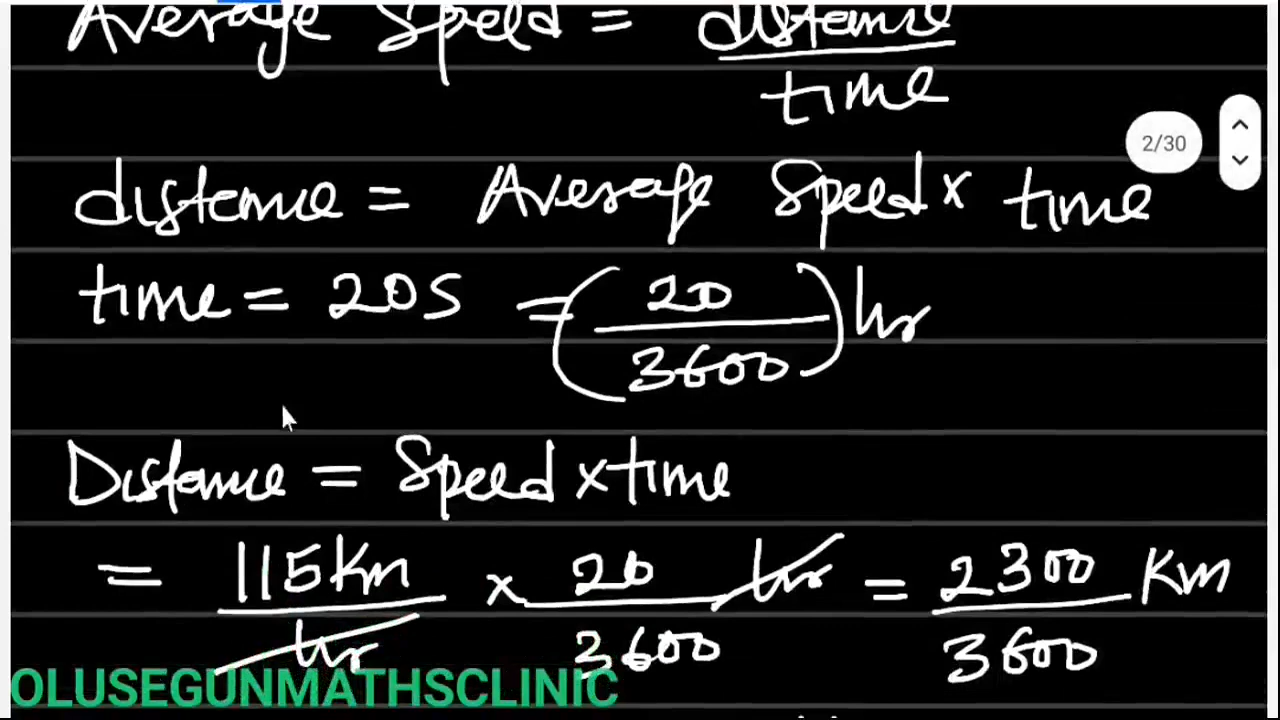 Average Speed = distance / time
2/30
distance = Average Speed × time
time = 20s = (20/3600) hr
Distance = Speed × time
= 115Km/hr × 20/3600 hr = 2300/3600 Km
OLUSEGUNMATHSCLINIC